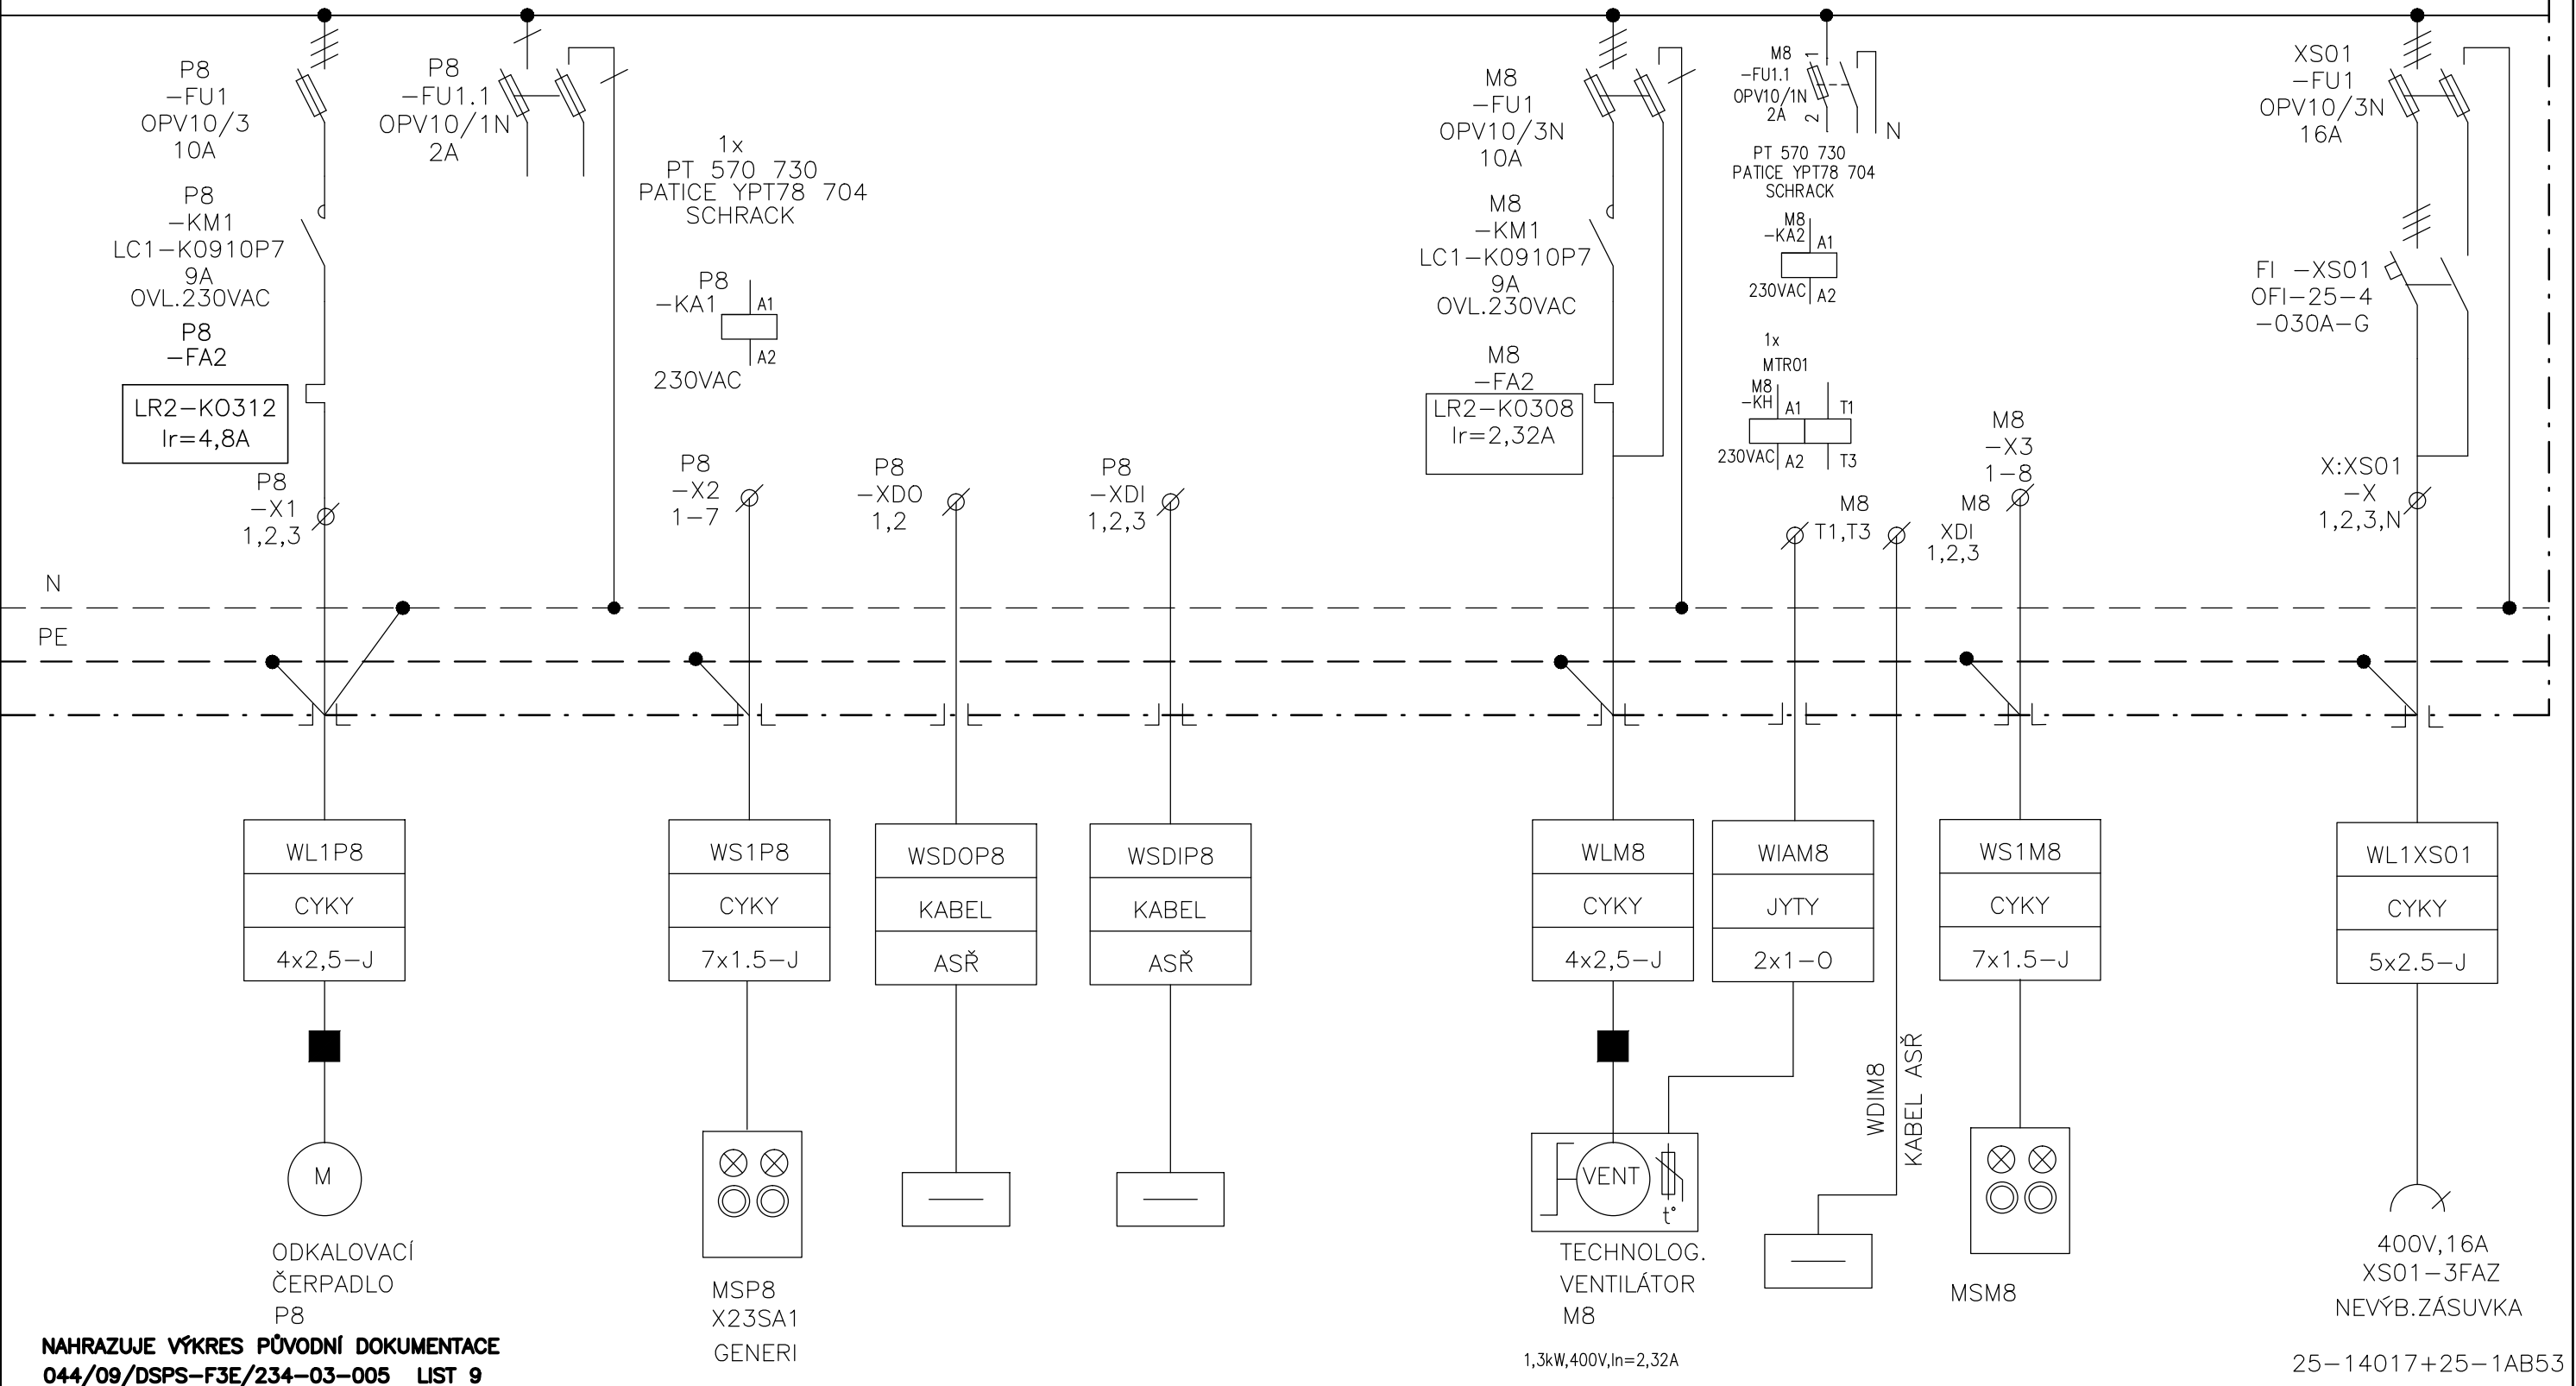 P8
-FU1
OPV10/3
10A
P8
-KM1
LC1-K0910P7
9A
OVL.230VAC
P8
-FA2
LR2-K0312
Ir=4,8A
P8
-X1
1,2,3
P8
-FU1.1
OPV10/1N
2A
1x
PT 570 730
PATICE YPT78 704
SCHRACK
P8
-KA1
A1
A2
230VAC
P8
-X2
1-7
P8
-XDO
1,2
P8
-XDI
1,2,3
M8
-FU1
OPV10/3N
10A
M8
-KM1
LC1-K0910P7
9A
OVL.230VAC
M8
-FA2
LR2-K0308
Ir=2,32A
M8
-FU1.1
OPV10/1N
2A
1
2
N
PT 570 730
PATICE YPT78 704
SCHRACK
M8
-KA2
A1
230VAC
A2
1x
MTR01
M8
-KH
A1
T1
230VAC
A2
T3
M8
T1,T3
M8
-X3
1-8
M8
XDI
1,2,3
XS01
-FU1
OPV10/3N
16A
FI -XS01
OFI-25-4
-030A-G
X:XS01
-X
1,2,3,N
N
PE
WL1P8
CYKY
4x2,5-J
WS1P8
CYKY
7x1.5-J
WSDOP8
KABEL
ASŘ
WSDIP8
KABEL
ASŘ
WLM8
CYKY
4x2,5-J
WIAM8
JYTY
2x1-O
WDIM8
KABEL ASŘ
WS1M8
CYKY
7x1.5-J
WL1XS01
CYKY
5x2.5-J
M
ODKALOVACÍ
ČERPADLO
P8
MSP8
X23SA1
GENERI
VENT
t°
TECHNOLOG.
VENTILÁTOR
M8
1,3kW,400V,In=2,32A
MSM8
400V,16A
XS01-3FAZ
NEVÝB.ZÁSUVKA
NAHRAZUJE VÝKRES PŮVODNÍ DOKUMENTACE
044/09/DSPS-F3E/234-03-005 LIST 9
25-14017+25-1AB53